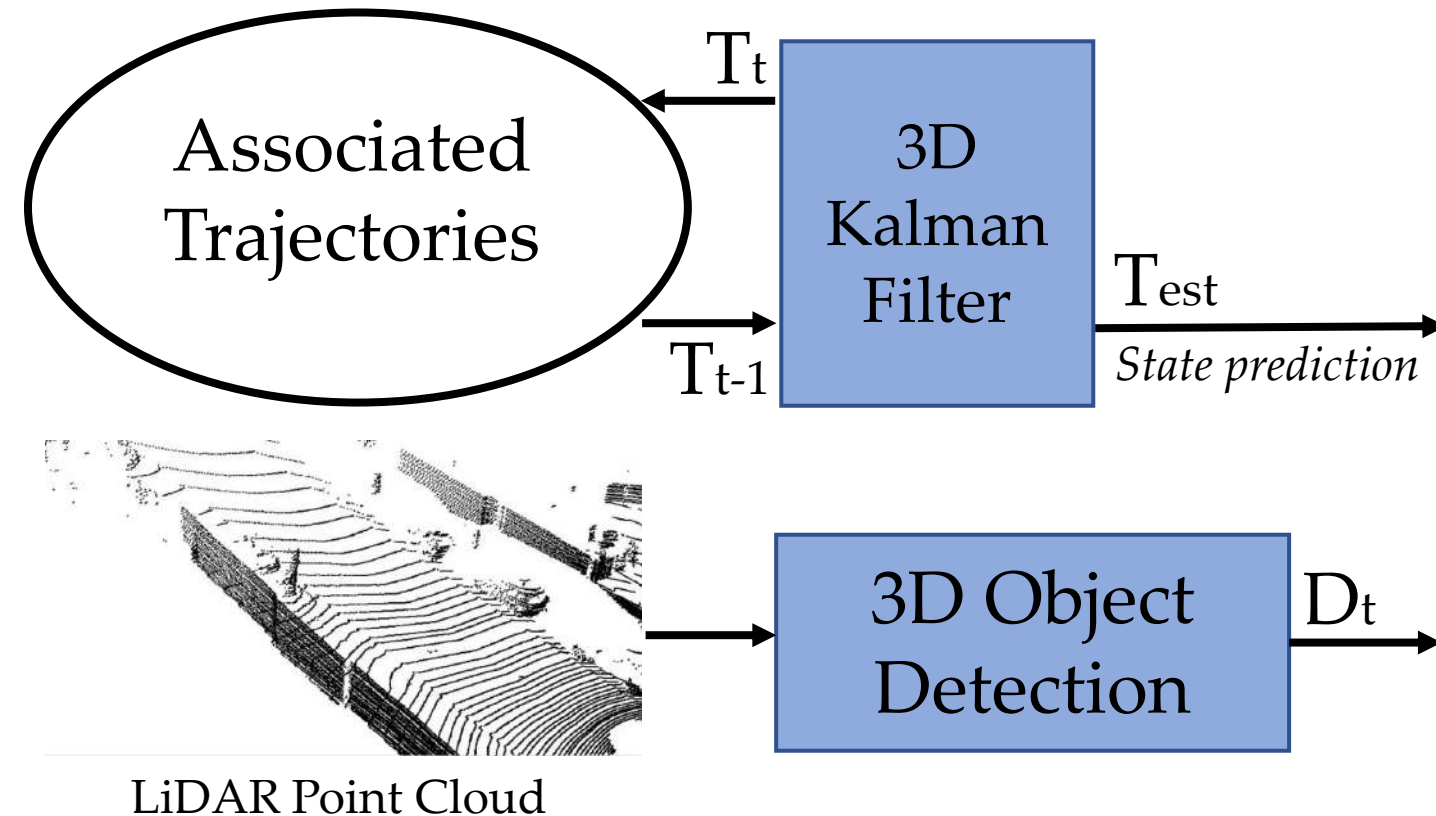 Associated
Trajectories
Tt
Tt-1
3D
Kalman
Filter
Test
State prediction
LiDAR Point Cloud
3D Object
Detection
Dt